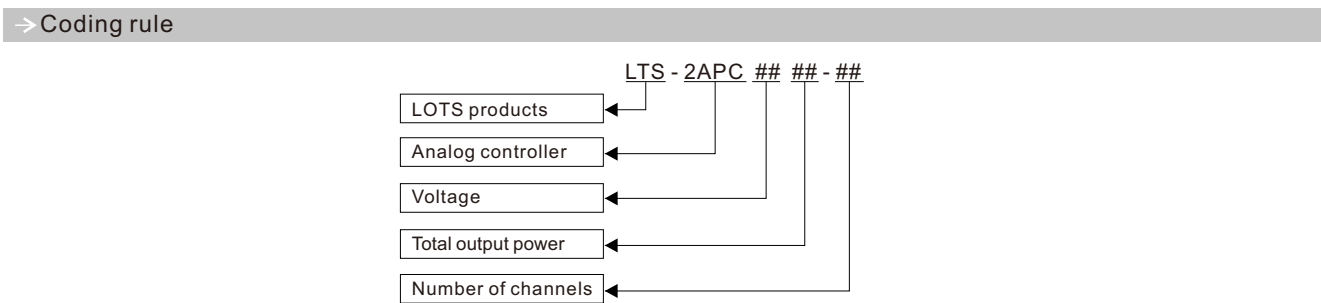 Coding rule
LTS - 2APC ## ## - ##
LOTS products
Analog controller
Voltage
Total output power
Number of channels